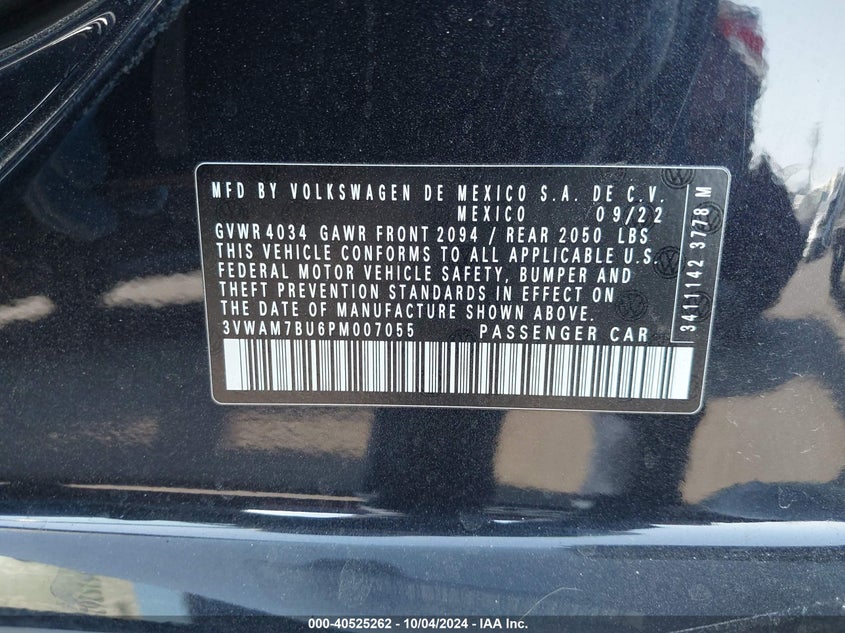 MFD BY VOLKSWAGEN DE MEXICO S.A. DE C.V.
MEXICO 09/22
GVWR 4034 GAWR FRONT 2094 / REAR 2050 LBS
THIS VEHICLE CONFORMS TO ALL APPLICABLE U.S.
FEDERAL MOTOR VEHICLE SAFETY, BUMPER AND
THEFT PREVENTION STANDARDS IN EFFECT ON
THE DATE OF MANUFACTURE SHOWN ABOVE.
3VWAM7BU6PM007055 PASSENGER CAR
3411142 3778 M
000-40525262 - 10/04/2024 - IAA Inc.